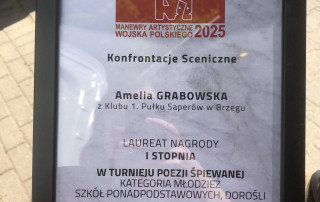 MANEWRY ARTYSTYCZNE
WOJSKA POLSKIEGO 2025
Konfrontacje Sceniczne
Amelia GRABOWSKA
z Klubu 1. Pułku Saperów w Brzegu
LAUREAT NAGRODY
I STOPNIA
W TURNIEJU POEZJI ŚPIEWANEJ
KATEGORIA MŁODZIEŻ
SZKÓŁ PONADPODSTAWOWYCH, DOROŚLI